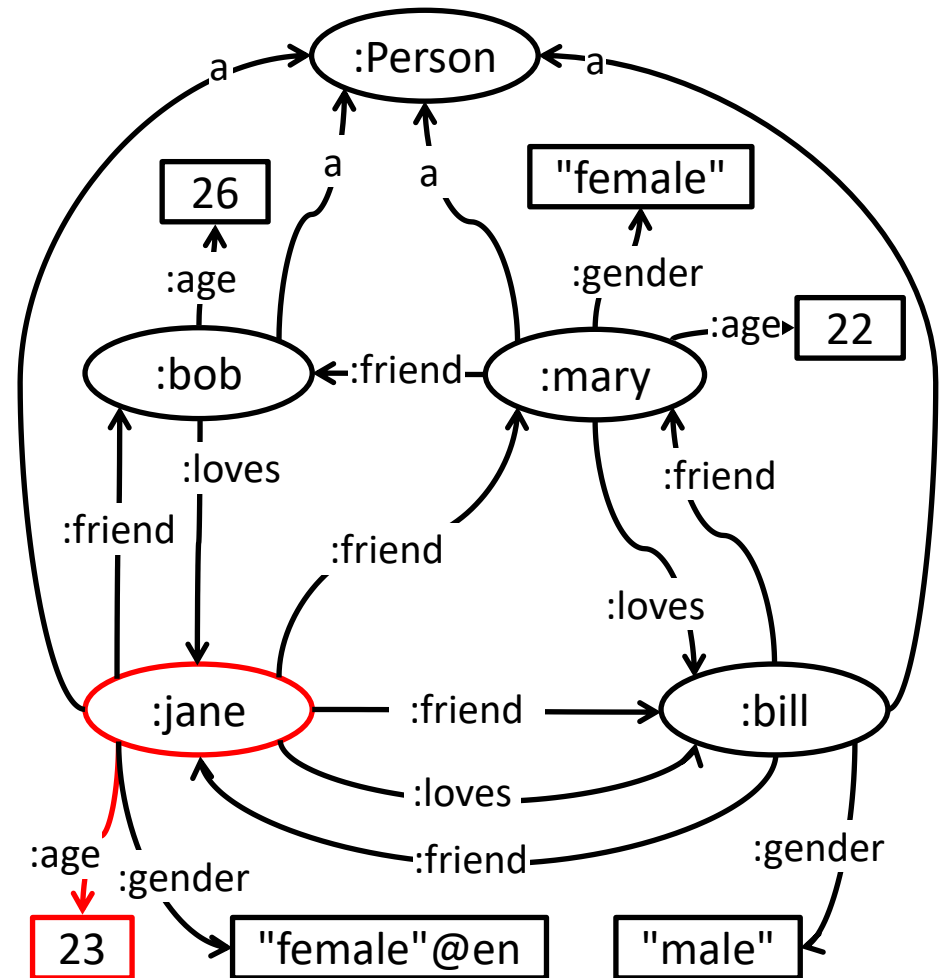 :Person
a
a
a
a
26
"female"
:age
:gender
:age
22
:bob
:friend
:mary
:loves
:friend
:friend
:friend
:loves
:jane
:friend
:bill
:loves
:age
:gender
:friend
:gender
23
"female"@en
"male"